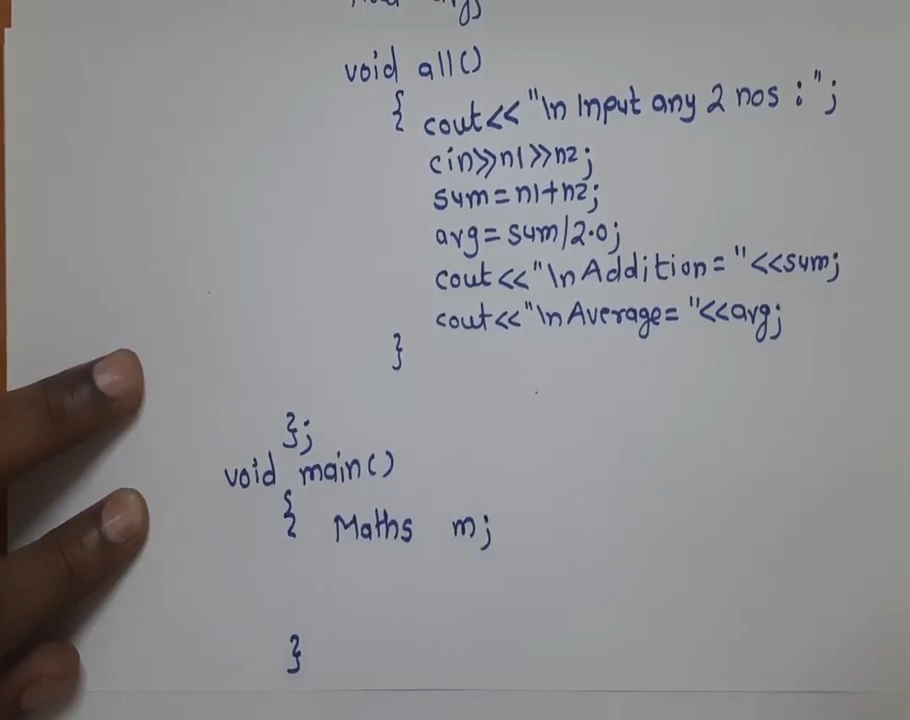 void all()
{ cout<<"\n Input any 2 nos :";
cin>>n1>>n2;
sum=n1+n2;
avg=sum/2.0;
cout<<"\n Addition="<<sum;
cout<<"\n Average="<<avg;
}
};
void main()
{ Maths m;
}